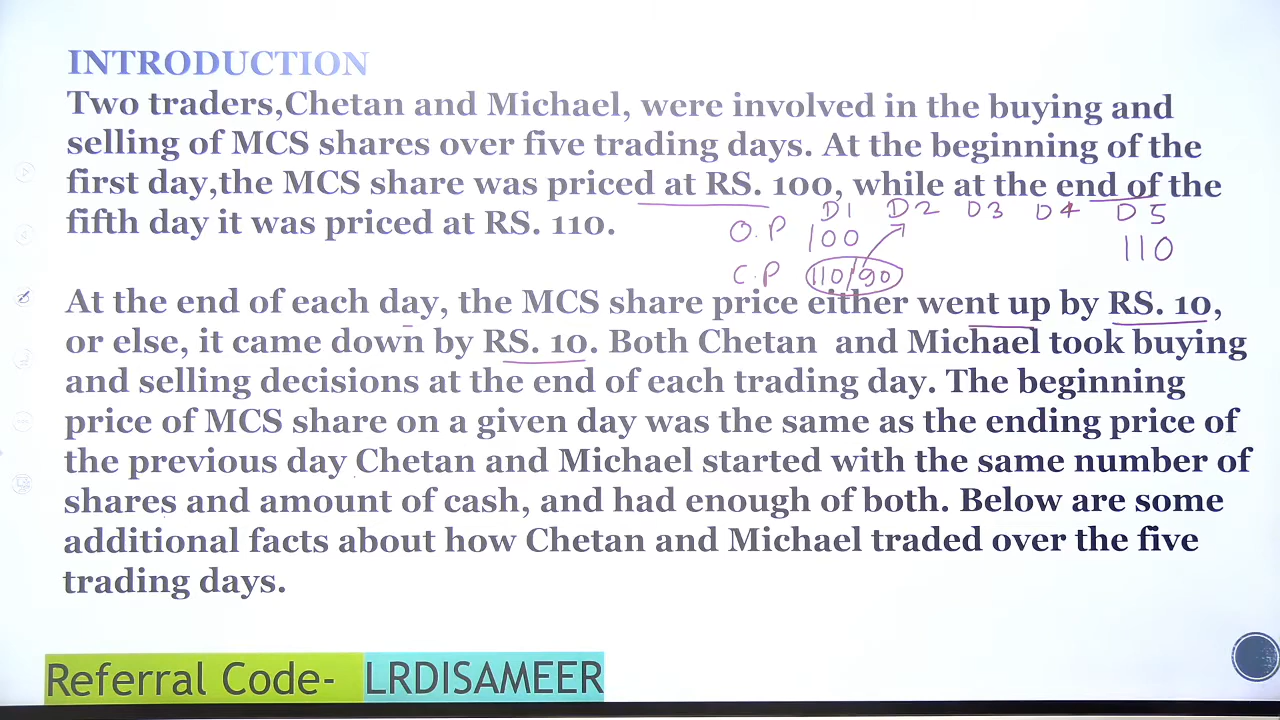 INTRODUCTION
Two traders,Chetan and Michael, were involved in the buying and
selling of MCS shares over five trading days. At the beginning of the
first day,the MCS share was priced at RS. 100, while at the end of the
fifth day it was priced at RS. 110.
D1 D2 D3 D4 D5
O.P 100 110
C.P 110/90
At the end of each day, the MCS share price either went up by RS. 10,
or else, it came down by RS. 10. Both Chetan and Michael took buying
and selling decisions at the end of each trading day. The beginning
price of MCS share on a given day was the same as the ending price of
the previous day Chetan and Michael started with the same number of
shares and amount of cash, and had enough of both. Below are some
additional facts about how Chetan and Michael traded over the five
trading days.
Referral Code- LRDISAMEER